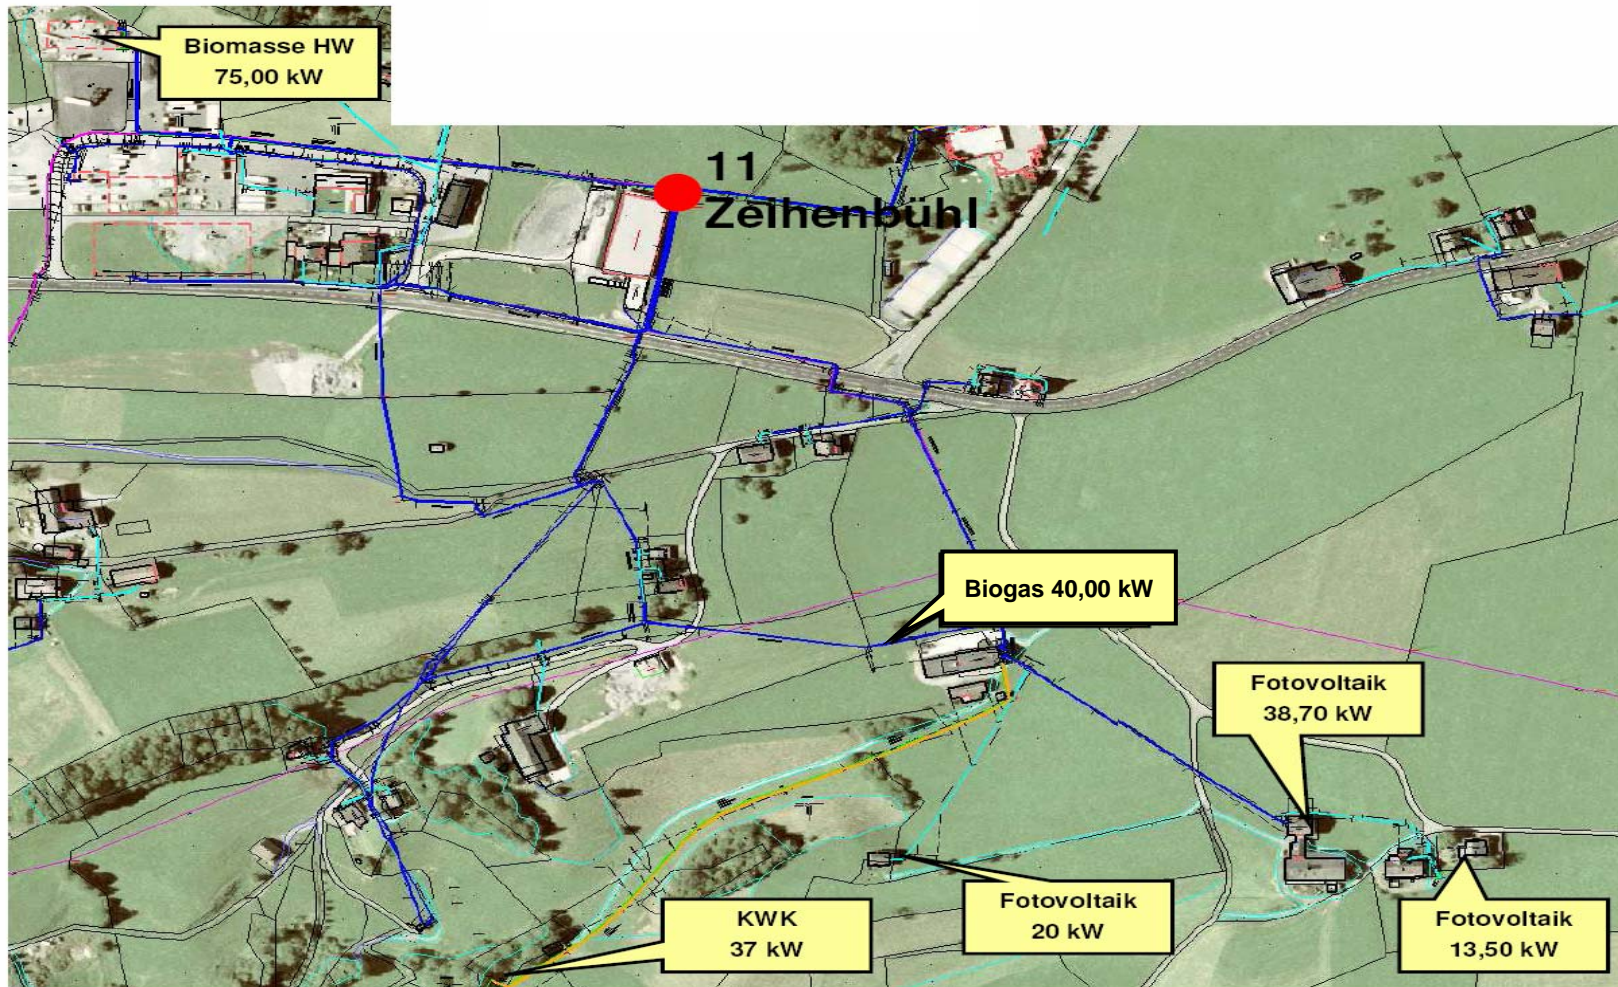 Biomasse HW
75,00 kW
11
Zeihenbühl
Biogas 40,00 kW
Fotovoltaik
38,70 kW
Fotovoltaik
20 kW
KWK
37 kW
Fotovoltaik
13,50 kW